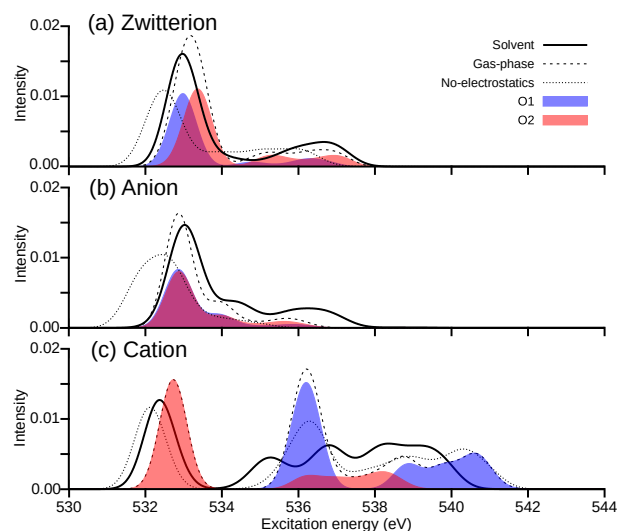 (a) Zwitterion
0.02
0.01
0.00
Intensity
Solvent
Gas-phase
No-electrostatics
O1
O2
(b) Anion
0.02
0.01
0.00
Intensity
(c) Cation
0.02
0.01
0.00
Intensity
530 532 534 536 538 540 542 544
Excitation energy (eV)